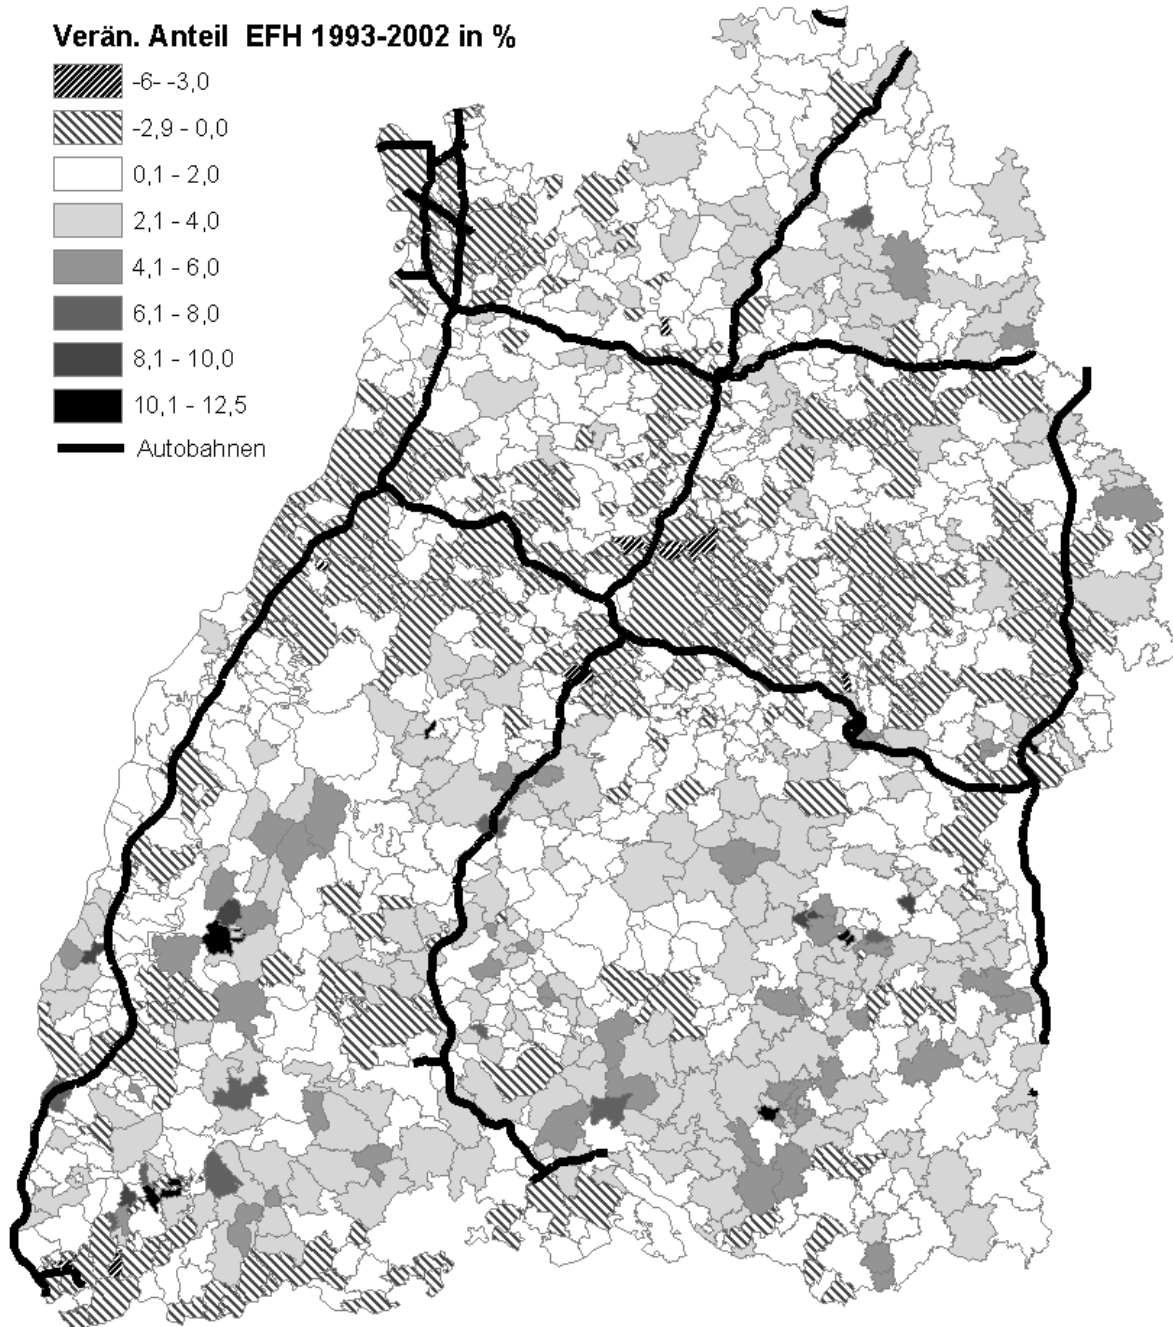 Verän. Anteil EFH 1993-2002 in %
-6- -3,0
-2,9 - 0,0
0,1 - 2,0
2,1 - 4,0
4,1 - 6,0
6,1 - 8,0
8,1 - 10,0
10,1 - 12,5
Autobahnen